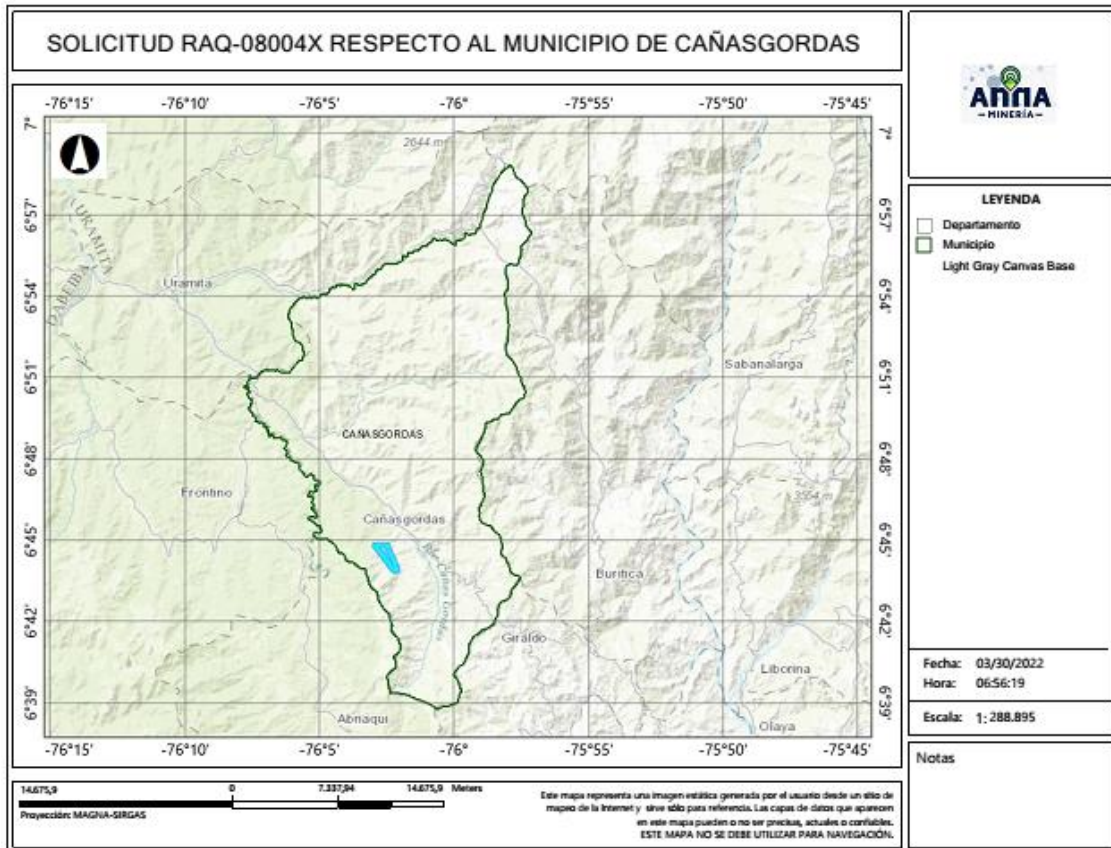 SOLICITUD RAQ-08004X RESPECTO AL MUNICIPIO DE CAÑASGORDAS
ANNA
-MINERÍA-
-76°15'
-76°10'
-76°5'
-76°
-75°55'
-75°50'
-75°45'
7°
6°57'
6°54'
6°51'
6°48'
6°45'
6°42'
6°39'
2644 m
URAMITA
DABEIBA
Uramita
Sabanalarga
CAÑASGORDAS
Frontino
3554 m
Cañasgordas
Buriticá
Giraldo
Liborina
Abriaqui
Olaya
7°
6°57'
6°54'
6°51'
6°48'
6°45'
6°42'
6°39'
-76°15'
-76°10'
-76°5'
-76°
-75°55'
-75°50'
-75°45'
LEYENDA
Departamento
Municipio
Light Gray Canvas Base
Fecha: 03/30/2022
Hora: 06:56:19
Escala: 1: 288.895
Notas
14.675,9 0 7.337,94 14.675,9 Meters
Proyección: MAGNA-SIRGAS
Este mapa representa una imagen estática generada por el usuario desde un sitio de
mapeo de la Internet y sirve sólo para referencia. Las capas de datos que aparecen
en este mapa pueden o no ser precisas, actuales o confiables.
ESTE MAPA NO SE DEBE UTILIZAR PARA NAVEGACIÓN.